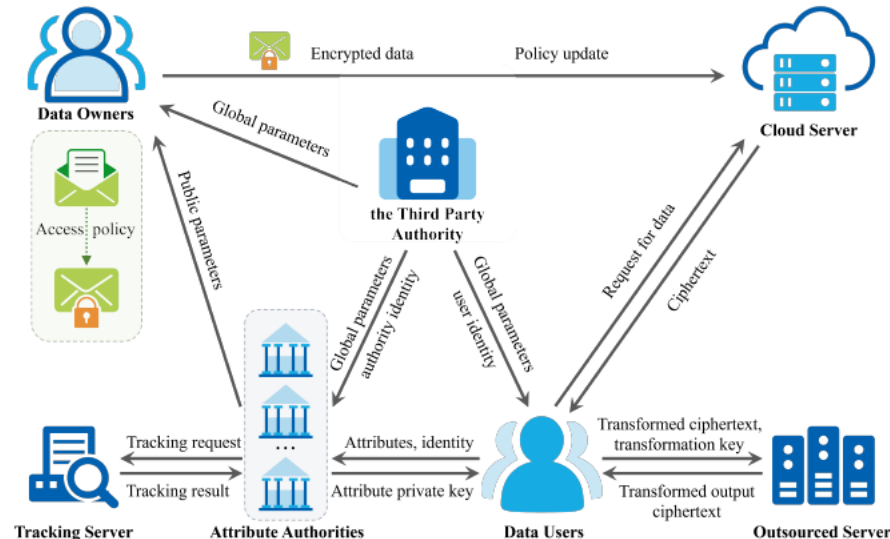 Encrypted data
Policy update
Data Owners
Cloud Server
Global parameters
Access policy
Public parameters
the Third Party
Authority
Request for data
Ciphertext
Global parameters
authority identity
Global parameters
user identity
Tracking request
Tracking result
Attributes, identity
Attribute private key
...
Transformed ciphertext,
transformation key
Transformed output
ciphertext
Tracking Server
Attribute Authorities
Data Users
Outsourced Server